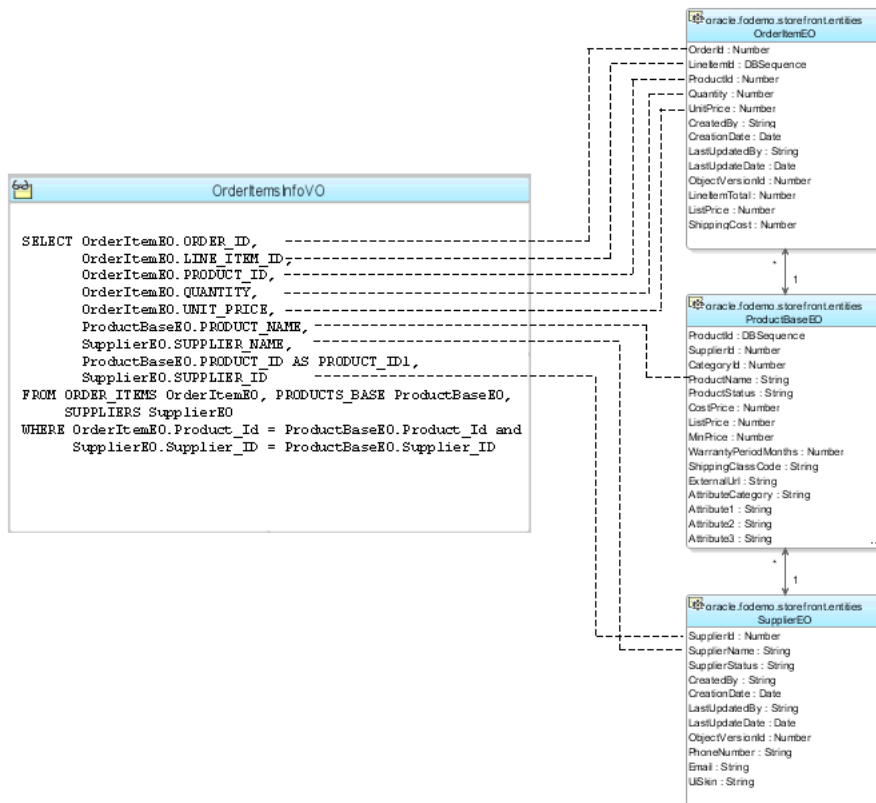 OrderItemsInfoVO
SELECT OrderItemEO.ORDER_ID,
OrderItemEO.LINE_ITEM_ID,
OrderItemEO.PRODUCT_ID,
OrderItemEO.QUANTITY,
OrderItemEO.UNIT_PRICE,
ProductBaseEO.PRODUCT_NAME,
SupplierEO.SUPPLIER_NAME,
ProductBaseEO.PRODUCT_ID AS PRODUCT_ID1,
SupplierEO.SUPPLIER_ID
FROM ORDER_ITEMS OrderItemEO, PRODUCTS_BASE ProductBaseEO,
SUPPLIERS SupplierEO
WHERE OrderItemEO.Product_Id = ProductBaseEO.Product_Id and
SupplierEO.Supplier_ID = ProductBaseEO.Supplier_ID
oracle.fodemo.storefront.entities
OrderItemEO
OrderId : Number
LineItemId : DBSequence
ProductId : Number
Quantity : Number
UnitPrice : Number
CreatedBy : String
CreationDate : Date
LastUpdatedBy : String
LastUpdateDate : Date
ObjectVersionId : Number
LineItemTotal : Number
ListPrice : Number
ShippingCost : Number
*
1
oracle.fodemo.storefront.entities
ProductBaseEO
ProductId : DBSequence
SupplierId : Number
CategoryId : Number
ProductName : String
ProductStatus : String
CostPrice : Number
ListPrice : Number
MinPrice : Number
WarrantyPeriodMonths : Number
ShippingClassCode : String
ExternalUrl : String
AttributeCategory : String
Attribute1 : String
Attribute2 : String
Attribute3 : String
...
*
1
oracle.fodemo.storefront.entities
SupplierEO
SupplierId : Number
SupplierName : String
SupplierStatus : String
CreatedBy : String
CreationDate : Date
LastUpdatedBy : String
LastUpdateDate : Date
ObjectVersionId : Number
PhoneNumber : String
Email : String
UiSkin : String